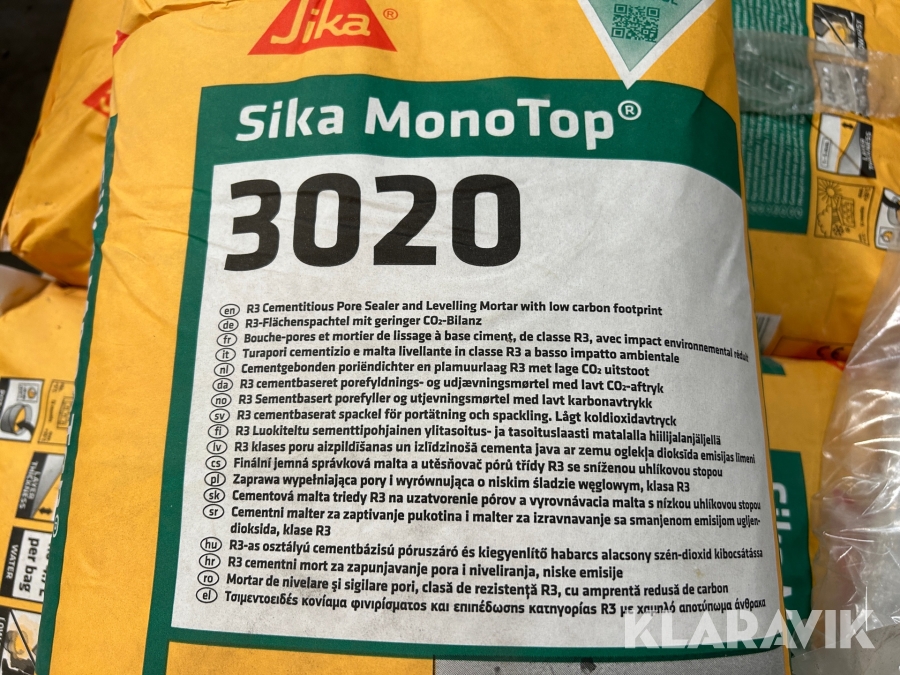 Sika®
Sika MonoTop®
3020
en R3 Cementitious Pore Sealer and Levelling Mortar with low carbon footprint
de R3-Flächenspachtel mit geringer CO₂-Bilanz
fr Bouche-pores et mortier de lissage à base ciment, de classe R3, avec impact environnemental réduit
it Turapori cementizio e malta livellante in classe R3 a basso impatto ambientale
nl Cementgebonden poriëndichter en plamuurlaag R3 met lage CO₂ uitstoot
da R3 cementbaseret porefyldnings- og udjævningsmørtel med lavt CO₂-aftryk
no R3 Sementbasert porefyller og utjevningsmørtel med lavt karbonavtrykk
sv R3 cementbaserat spackel för portätning och spackling. Lågt koldioxidavtryck
fi R3 Luokiteltu sementtipohjainen ylitasoitus- ja tasoituslaasti matalalla hiilijalanjäljellä
lv R3 klases poru aizpildīšanas un izlīdzinošā cementa java ar zemu oglekļa dioksīda emisijas līmeni
cs Finální jemná správková malta a utěsňovač pórů třídy R3 se sníženou uhlíkovou stopou
pl Zaprawa wypełniająca pory i wyrównująca o niskim śladzie węglowym, klasa R3
sk Cementová malta triedy R3 na uzatvorenie pórov a vyrovnávacia malta s nízkou uhlíkovou stopou
sr Cementni malter za zaptivanje pukotina i malter za izravnavanje sa smanjenom emisijom ugljen-
dioksida, klase R3
hu R3-as osztályú cementbázisú póruszáró és kiegyenlítő habarcs alacsony szén-dioxid kibocsátássa
hr R3 cementni mort za zapunjavanje pora i niveliranja, niske emisije
ro Mortar de nivelare și sigilare pori, clasă de rezistență R3, cu amprentă redusă de carbon
el Τσιμεντοειδές κονίαμα φινιρίσματος και επιπέδωσης κατηγορίας R3 με χαμηλό αποτύπωμα άνθρακα
LAYER
THICKNESS
per bag
WATER
KLARAVIK